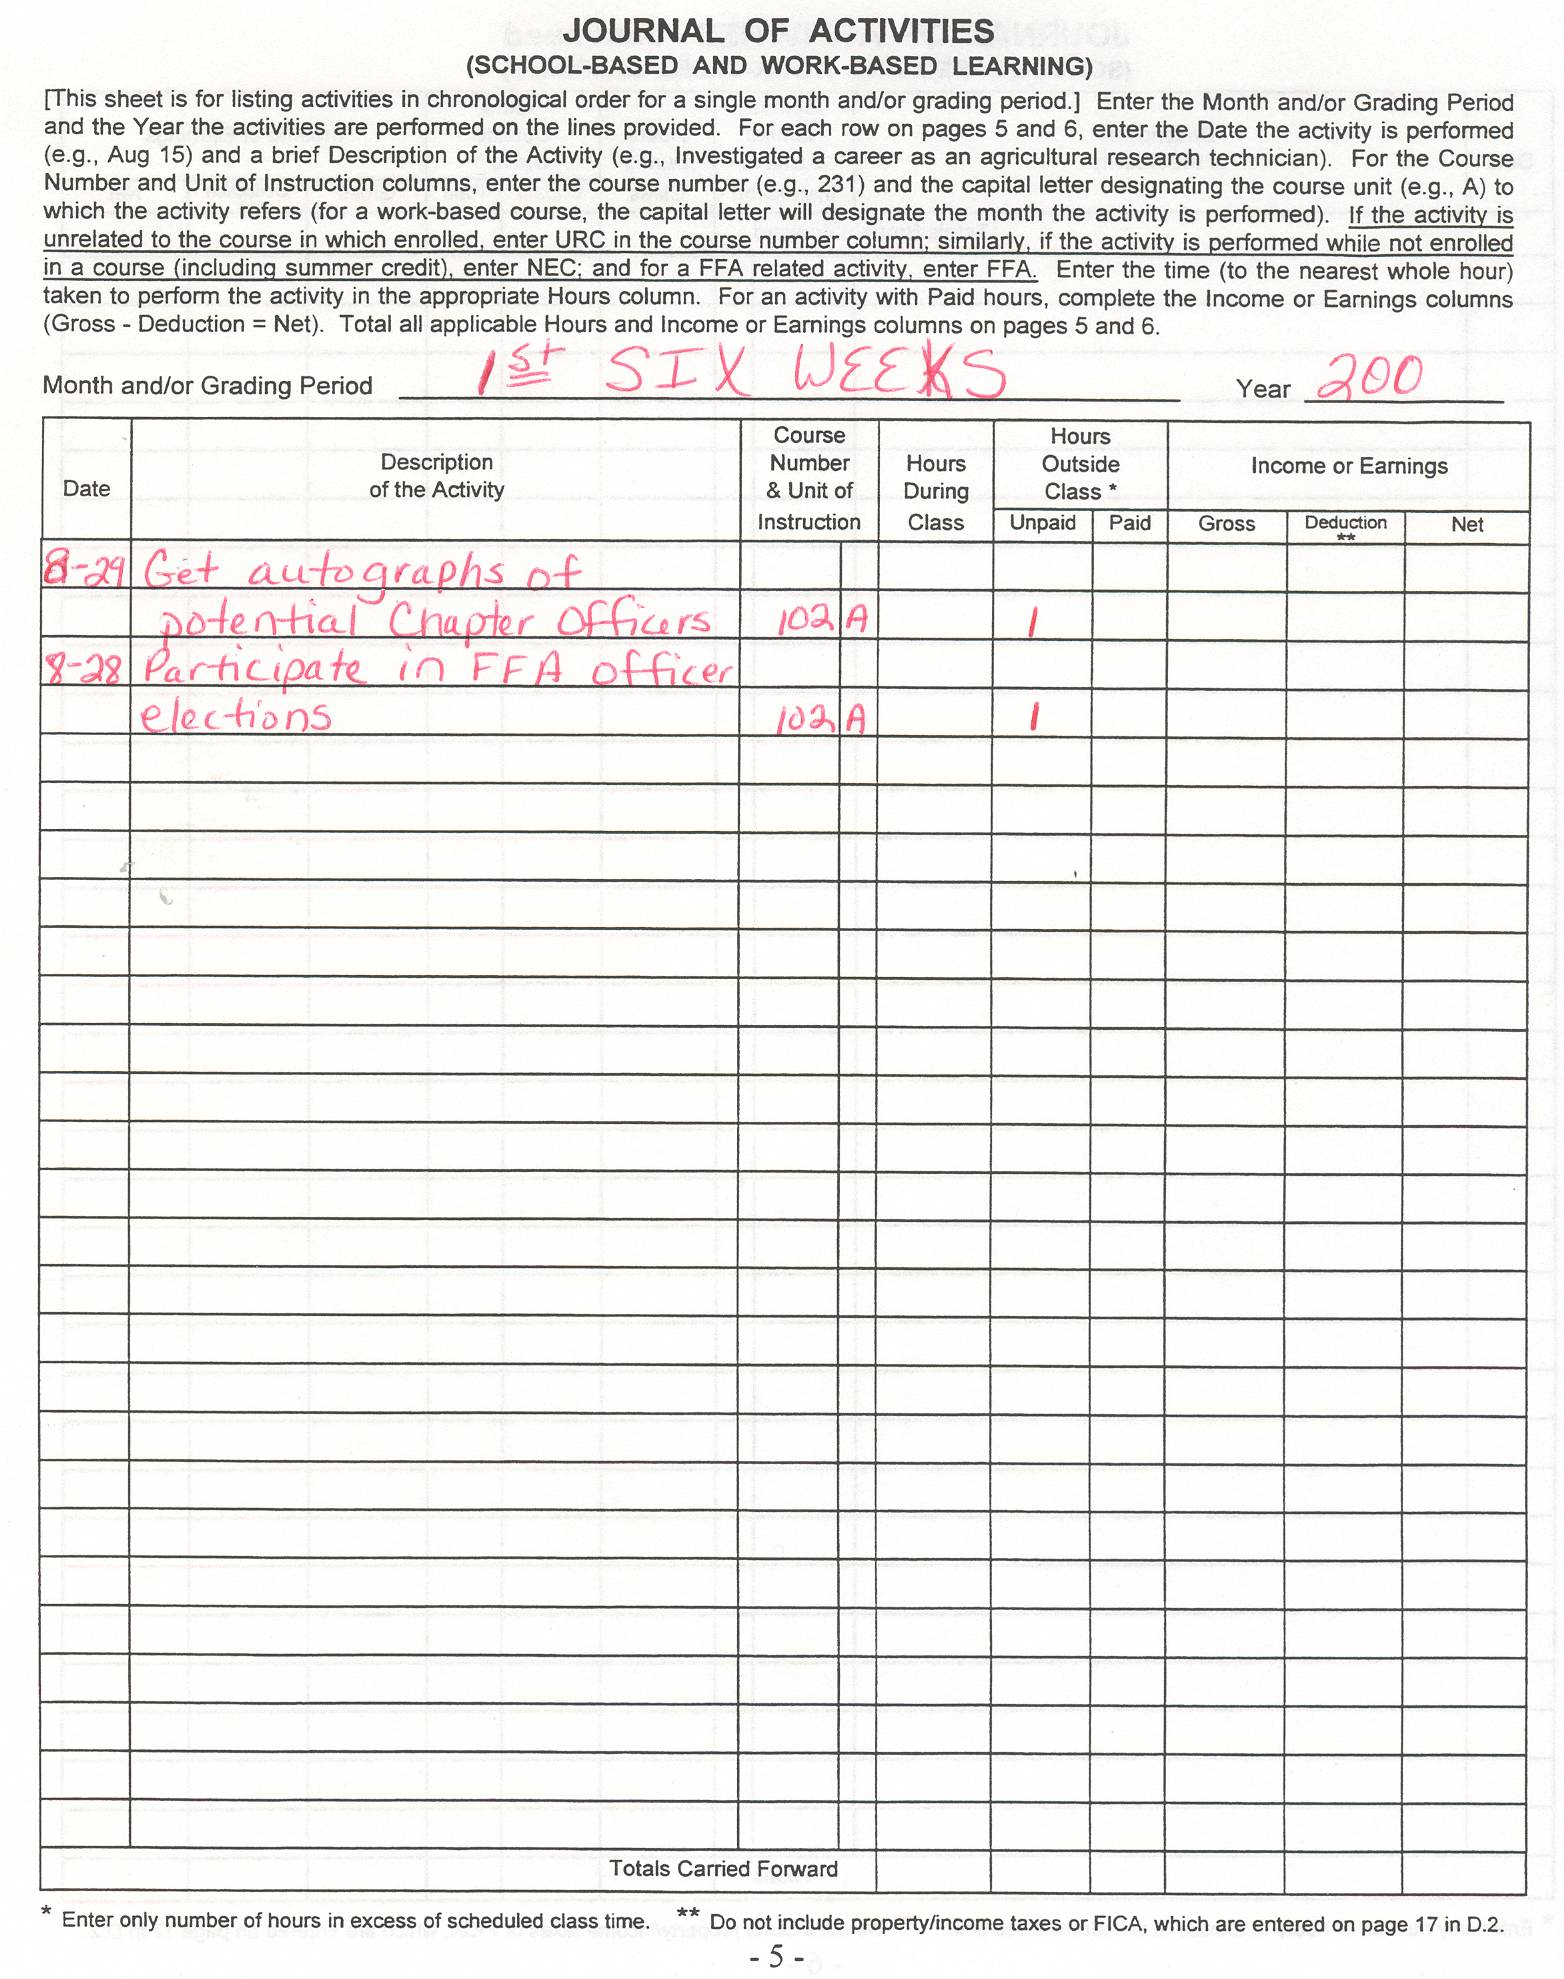 JOURNAL OF ACTIVITIES
(SCHOOL-BASED AND WORK-BASED LEARNING)
[This sheet is for listing activities in chronological order for a single month and/or grading period.] Enter the Month and/or Grading Period
and the Year the activities are performed on the lines provided. For each row on pages 5 and 6, enter the Date the activity is performed
(e.g., Aug 15) and a brief Description of the Activity (e.g., Investigated a career as an agricultural research technician). For the Course
Number and Unit of Instruction columns, enter the course number (e.g., 231) and the capital letter designating the course unit (e.g., A) to
which the activity refers (for a work-based course, the capital letter will designate the month the activity is performed). If the activity is
unrelated to the course in which enrolled, enter URC in the course number column; similarly, if the activity is performed while not enrolled
in a course (including summer credit), enter NEC; and for a FFA related activity, enter FFA. Enter the time (to the nearest whole hour)
taken to perform the activity in the appropriate Hours column. For an activity with Paid hours, complete the Income or Earnings columns
(Gross - Deduction = Net). Total all applicable Hours and Income or Earnings columns on pages 5 and 6.
Month and/or Grading Period 1st SIX WEEKS Year 200
Date
Description
of the Activity
Course
Number
& Unit of
Instruction
Hours
During
Class
Hours
Outside
Class *
Unpaid Paid
Income or Earnings
Gross Deduction ** Net
8-29 Get autographs of
potential Chapter Officers 102 A 1
8-28 Participate in FFA officer
elections 102 A 1
Totals Carried Forward
* Enter only number of hours in excess of scheduled class time. ** Do not include property/income taxes or FICA, which are entered on page 17 in D.2.
- 5 -